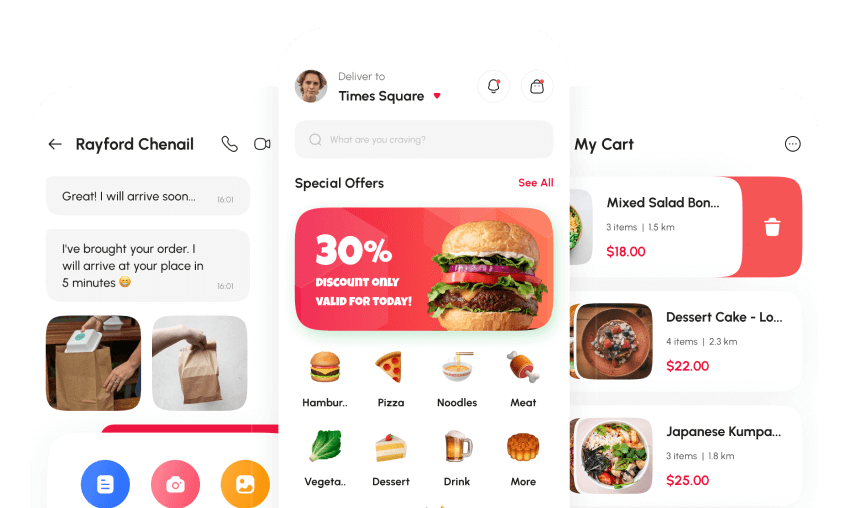 Rayford Chenail
Great! I will arrive soon...
16:01
I've brought your order. I
will arrive at your place in
5 minutes 😄
16:01
Deliver to
Times Square
What are you craving?
Special Offers
See All
30%
DISCOUNT ONLY
VALID FOR TODAY!
Hambur..
Pizza
Noodles
Meat
Vegeta..
Dessert
Drink
More
My Cart
Mixed Salad Bon...
3 items | 1.5 km
$18.00
Dessert Cake - Lo...
4 items | 2.3 km
$22.00
Japanese Kumpa...
3 items | 1.8 km
$25.00